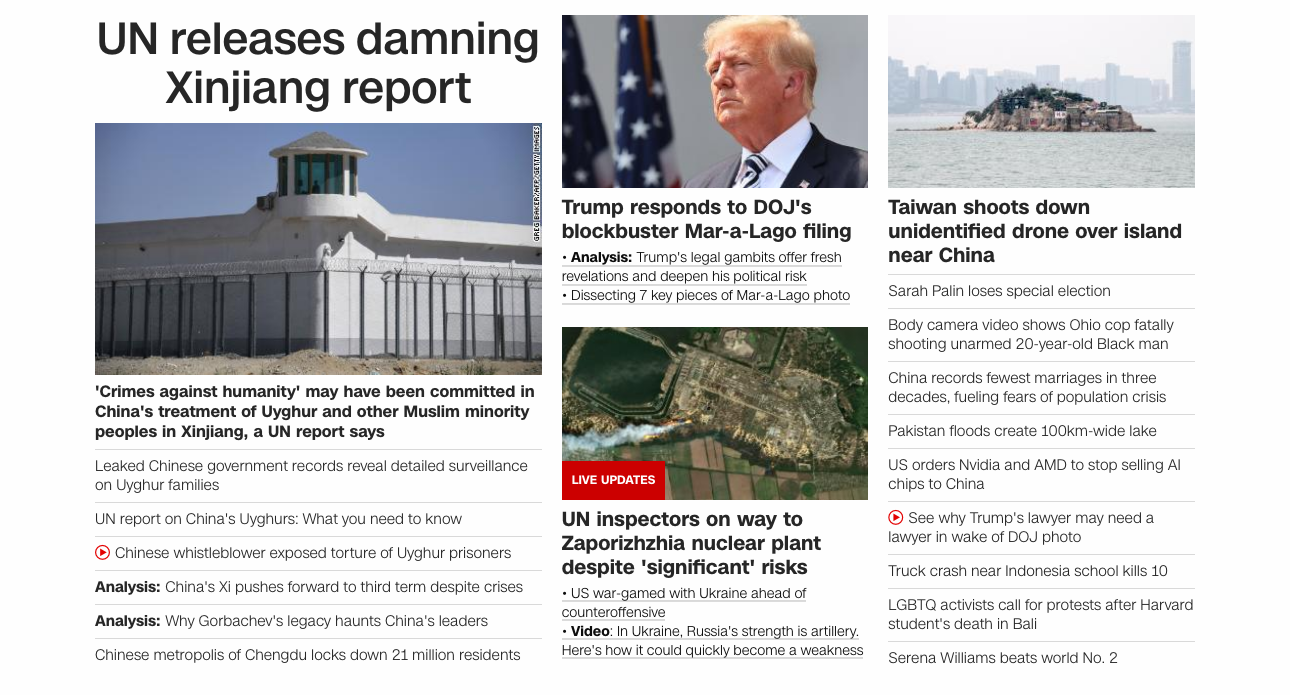 UN releases damning
Xinjiang report
GREG BAKER/AFP/GETTY IMAGES
'Crimes against humanity' may have been committed in
China's treatment of Uyghur and other Muslim minority
peoples in Xinjiang, a UN report says
Leaked Chinese government records reveal detailed surveillance
on Uyghur families
UN report on China's Uyghurs: What you need to know
Chinese whistleblower exposed torture of Uyghur prisoners
Analysis: China's Xi pushes forward to third term despite crises
Analysis: Why Gorbachev's legacy haunts China's leaders
Chinese metropolis of Chengdu locks down 21 million residents
Trump responds to DOJ's
blockbuster Mar-a-Lago filing
• Analysis: Trump's legal gambits offer fresh
revelations and deepen his political risk
• Dissecting 7 key pieces of Mar-a-Lago photo
LIVE UPDATES
UN inspectors on way to
Zaporizhzhia nuclear plant
despite 'significant' risks
• US war-gamed with Ukraine ahead of
counteroffensive
• Video: In Ukraine, Russia's strength is artillery.
Here's how it could quickly become a weakness
Taiwan shoots down
unidentified drone over island
near China
Sarah Palin loses special election
Body camera video shows Ohio cop fatally
shooting unarmed 20-year-old Black man
China records fewest marriages in three
decades, fueling fears of population crisis
Pakistan floods create 100km-wide lake
US orders Nvidia and AMD to stop selling AI
chips to China
See why Trump's lawyer may need a
lawyer in wake of DOJ photo
Truck crash near Indonesia school kills 10
LGBTQ activists call for protests after Harvard
student's death in Bali
Serena Williams beats world No. 2